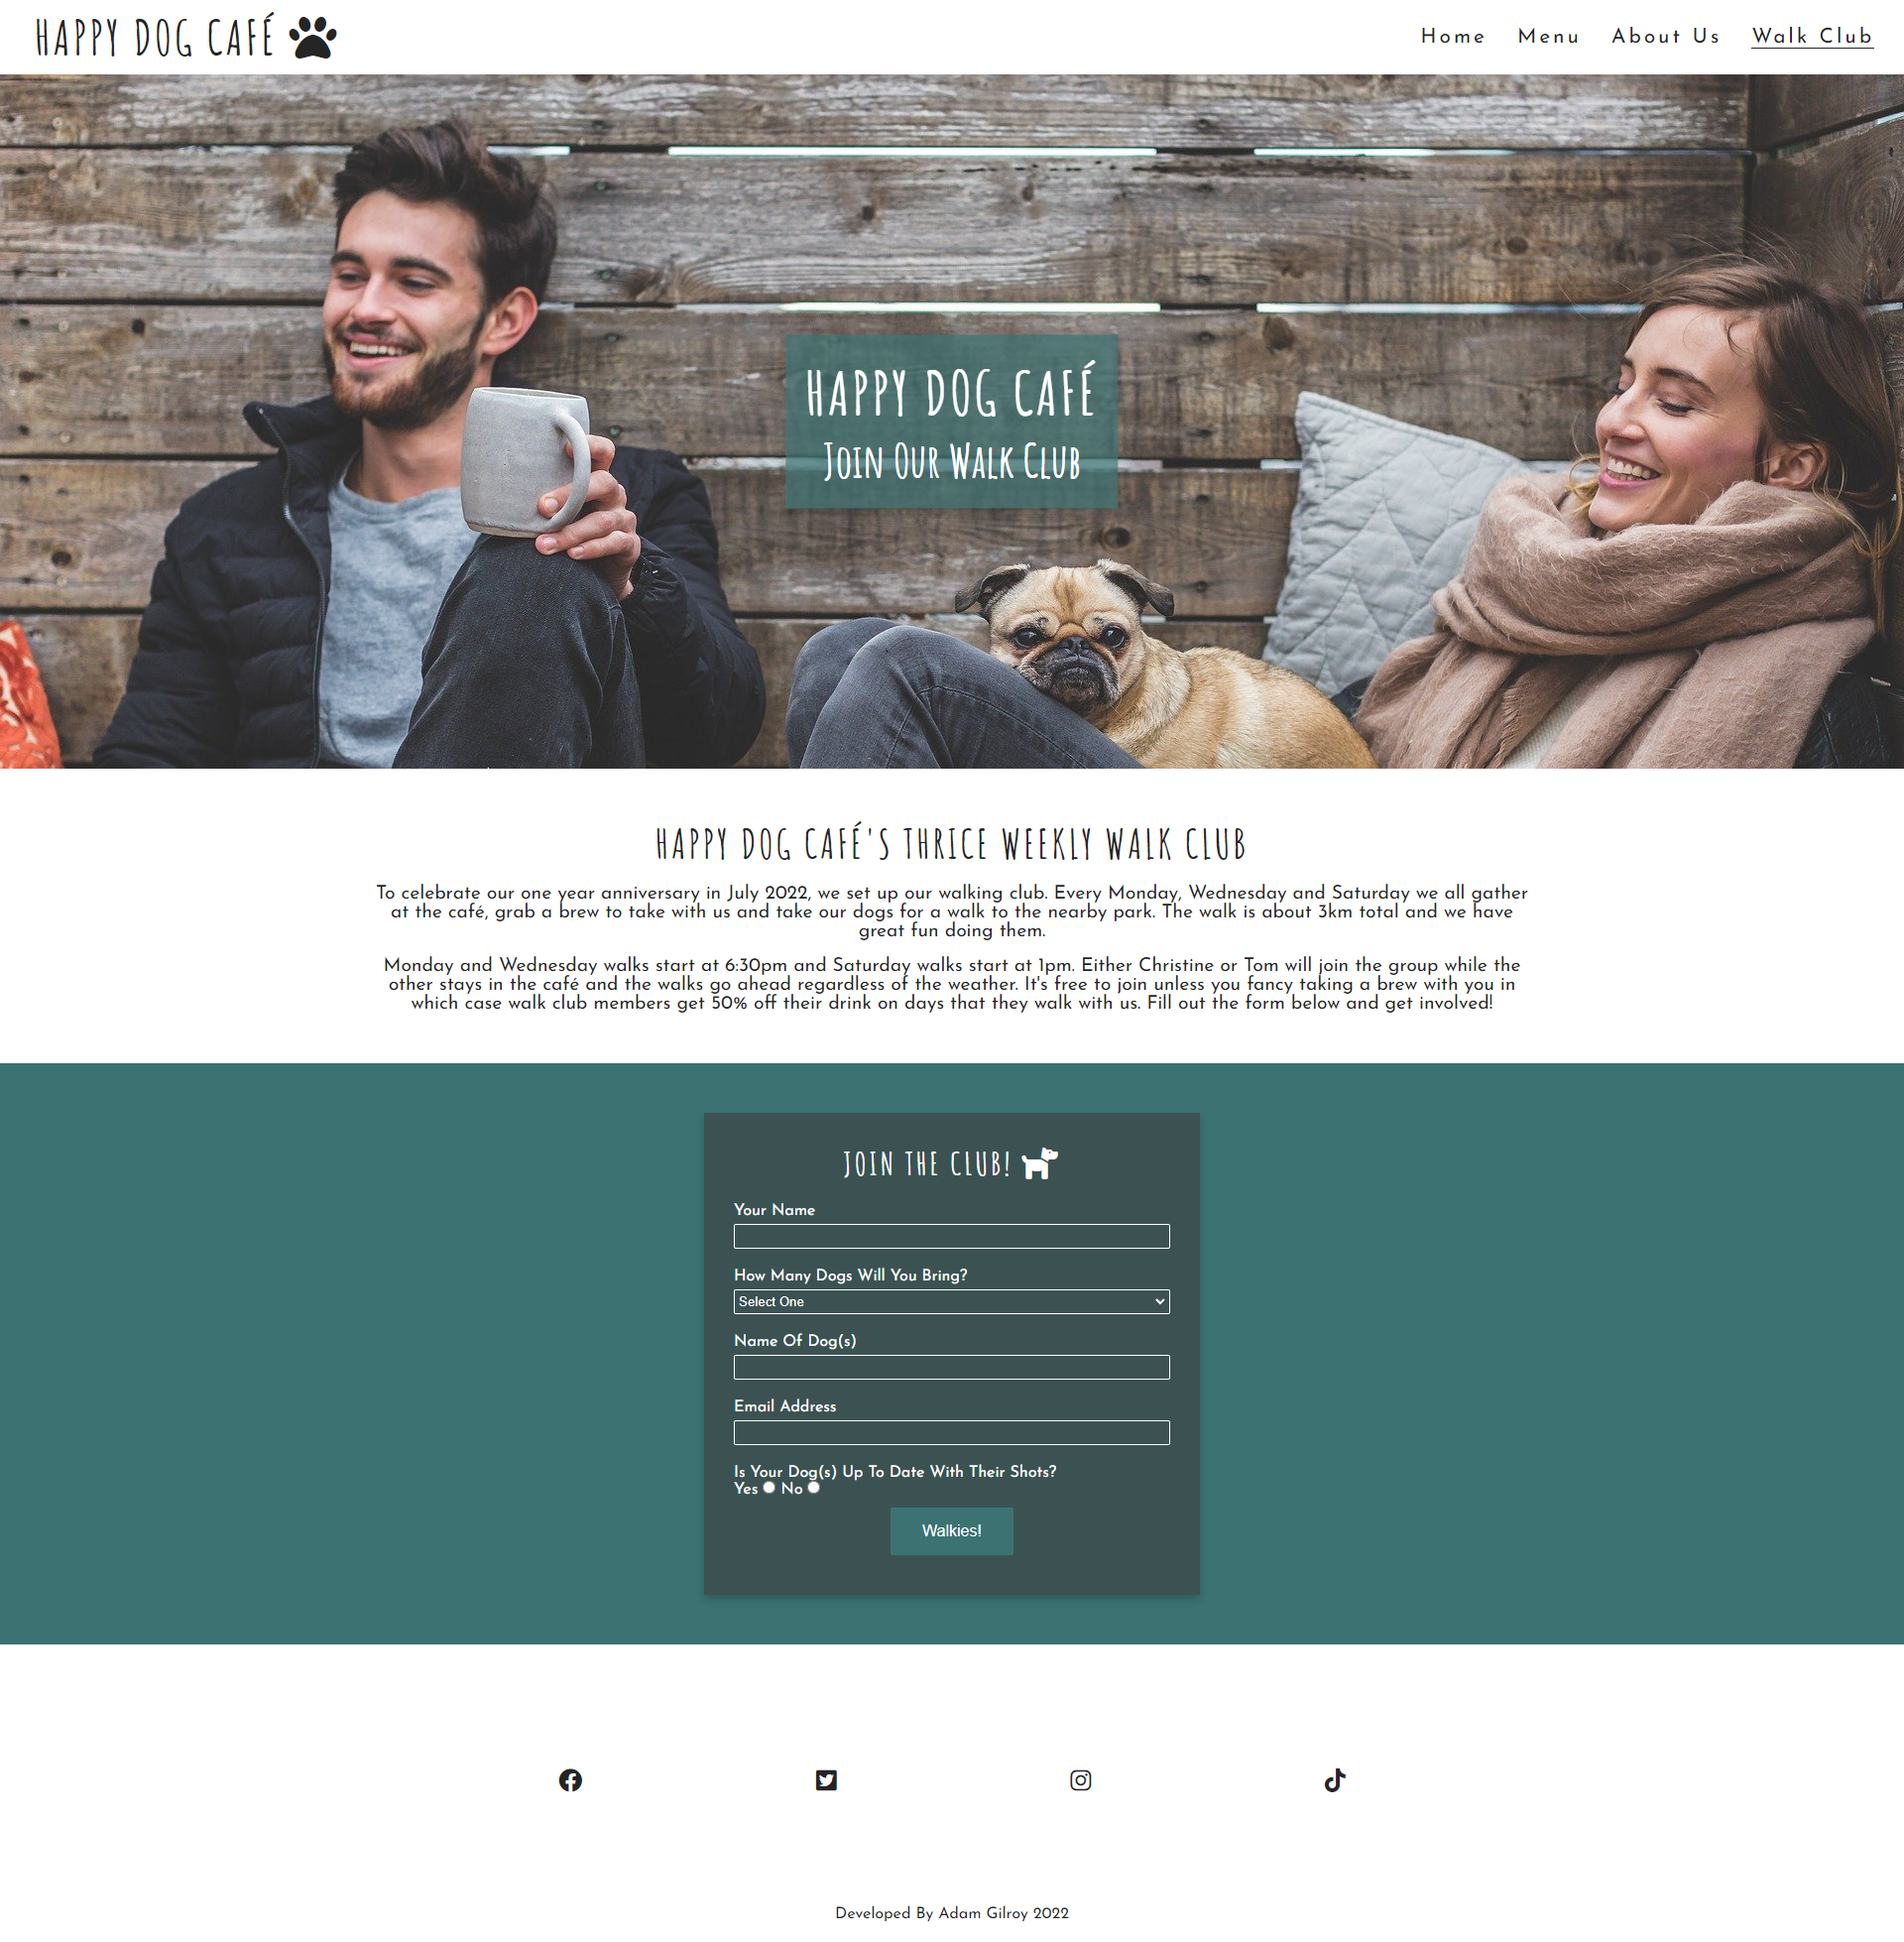 HAPPY DOG CAFÉ
Home Menu About Us Walk Club
HAPPY DOG CAFÉ
Join Our Walk Club
HAPPY DOG CAFÉ'S THRICE WEEKLY WALK CLUB
To celebrate our one year anniversary in July 2022, we set up our walking club. Every Monday, Wednesday and Saturday we all gather
at the café, grab a brew to take with us and take our dogs for a walk to the nearby park. The walk is about 3km total and we have
great fun doing them.
Monday and Wednesday walks start at 6:30pm and Saturday walks start at 1pm. Either Christine or Tom will join the group while the
other stays in the café and the walks go ahead regardless of the weather. It's free to join unless you fancy taking a brew with you in
which case walk club members get 50% off their drink on days that they walk with us. Fill out the form below and get involved!
JOIN THE CLUB!
Your Name
How Many Dogs Will You Bring?
Select One
Name Of Dog(s)
Email Address
Is Your Dog(s) Up To Date With Their Shots?
Yes No
Walkies!
Developed By Adam Gilroy 2022